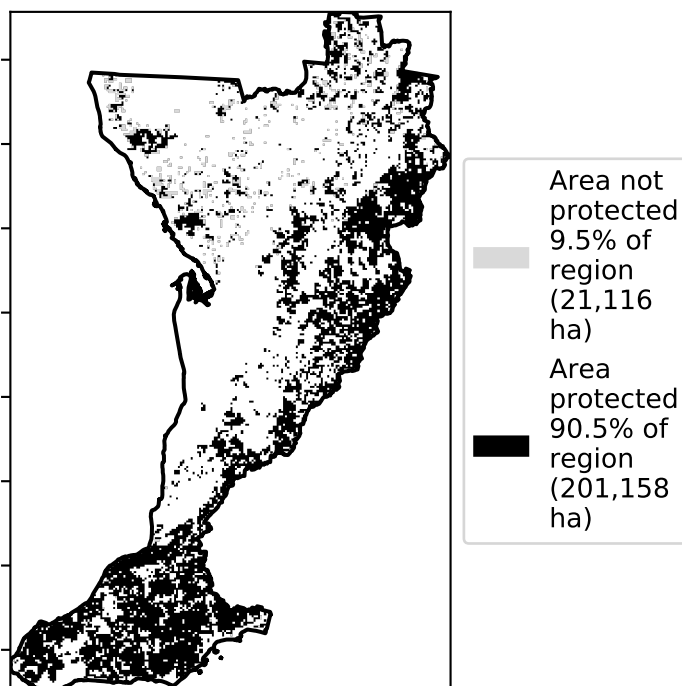 Area not
protected
9.5% of
region
(21,116
ha)
Area
protected
90.5% of
region
(201,158
ha)